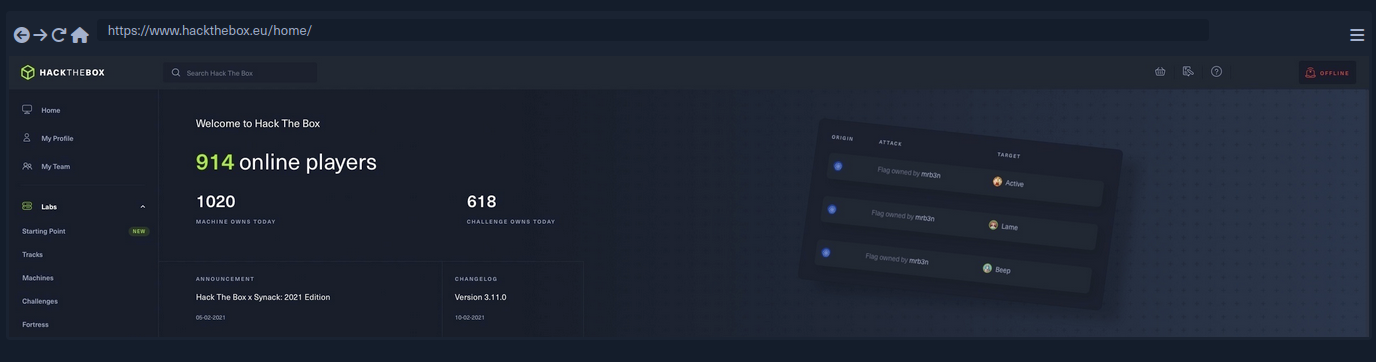 https://www.hackthebox.eu/home/
HACKTHEBOX
Search Hack The Box
OFFLINE
Home
My Profile
My Team
Labs
Starting Point NEW
Tracks
Machines
Challenges
Fortress
Welcome to Hack The Box
914 online players
1020
MACHINE OWNS TODAY
618
CHALLENGE OWNS TODAY
ANNOUNCEMENT
Hack The Box x Synack: 2021 Edition
05-02-2021
CHANGELOG
Version 3.11.0
10-02-2021
ORIGIN ATTACK TARGET
Flag owned by mrb3n Active
Flag owned by mrb3n Lame
Flag owned by mrb3n Beep